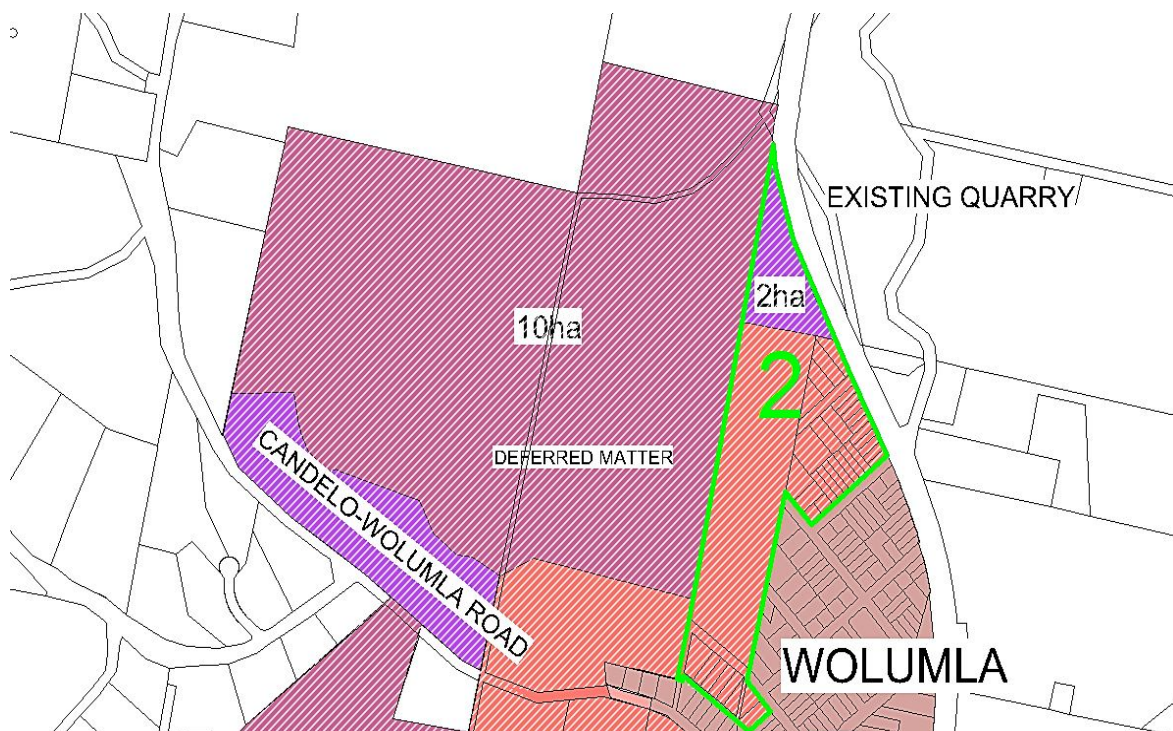 EXISTING QUARRY
2ha
10ha
2
DEFERRED MATTER
CANDELO-WOLUMLA ROAD
WOLUMLA